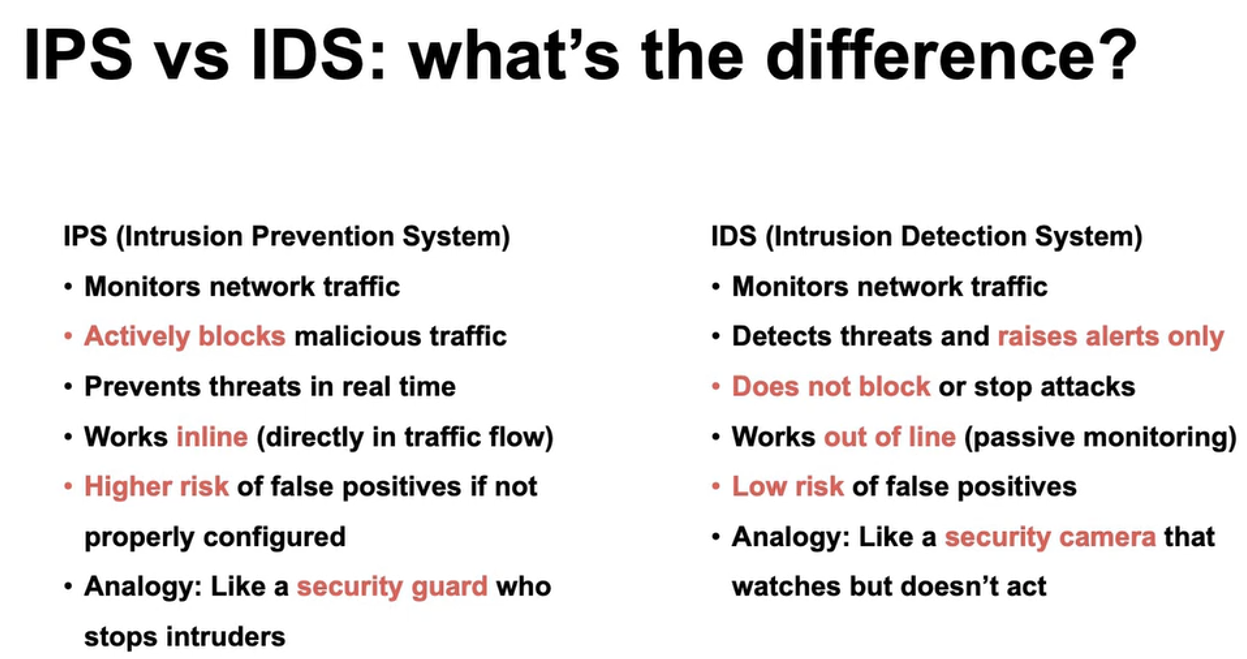 IPS vs IDS: what’s the difference?
IPS (Intrusion Prevention System)
• Monitors network traffic
• Actively blocks malicious traffic
• Prevents threats in real time
• Works inline (directly in traffic flow)
• Higher risk of false positives if not
properly configured
• Analogy: Like a security guard who
stops intruders
IDS (Intrusion Detection System)
• Monitors network traffic
• Detects threats and raises alerts only
• Does not block or stop attacks
• Works out of line (passive monitoring)
• Low risk of false positives
• Analogy: Like a security camera that
watches but doesn’t act